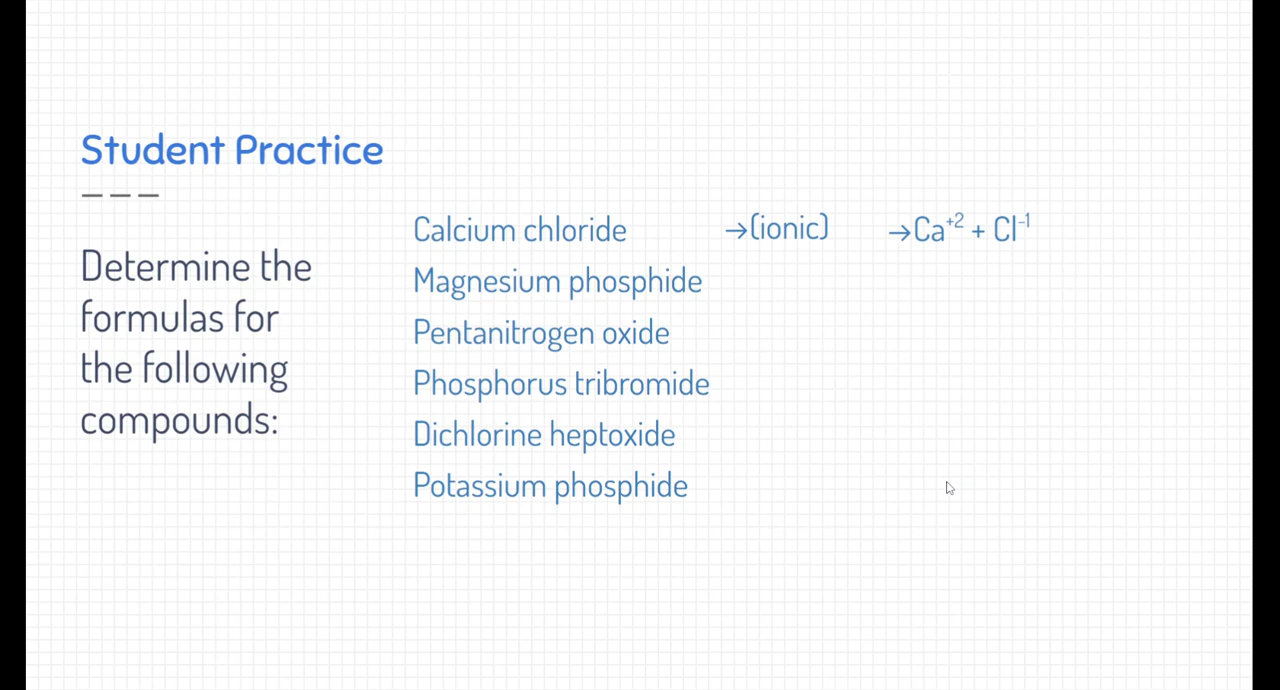 Student Practice
Determine the
formulas for
the following
compounds:
Calcium chloride →(ionic) →Ca⁺² + Cl⁻¹
Magnesium phosphide
Pentanitrogen oxide
Phosphorus tribromide
Dichlorine heptoxide
Potassium phosphide